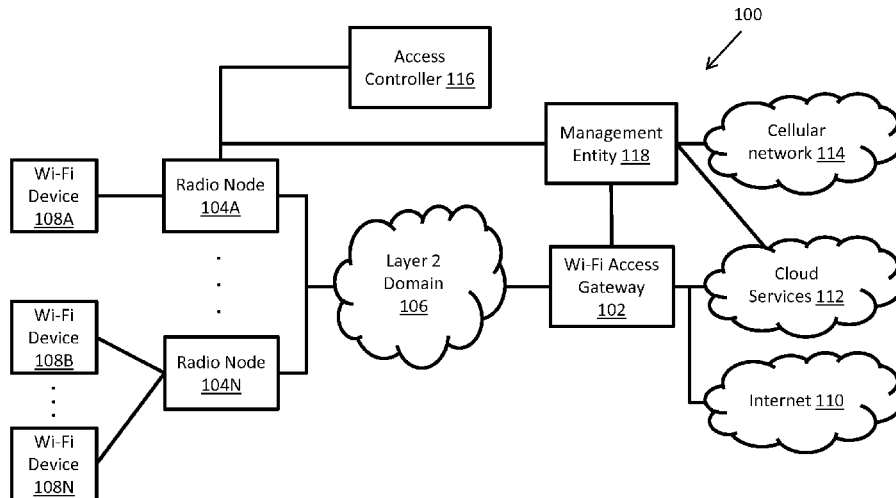 100
Access
Controller 116
Management
Entity 118
Cellular
network 114
Wi-Fi
Device
108A
Radio Node
104A
Layer 2
Domain
106
Wi-Fi Access
Gateway
102
Cloud
Services 112
Wi-Fi
Device
108B
Radio Node
104N
Internet 110
Wi-Fi
Device
108N